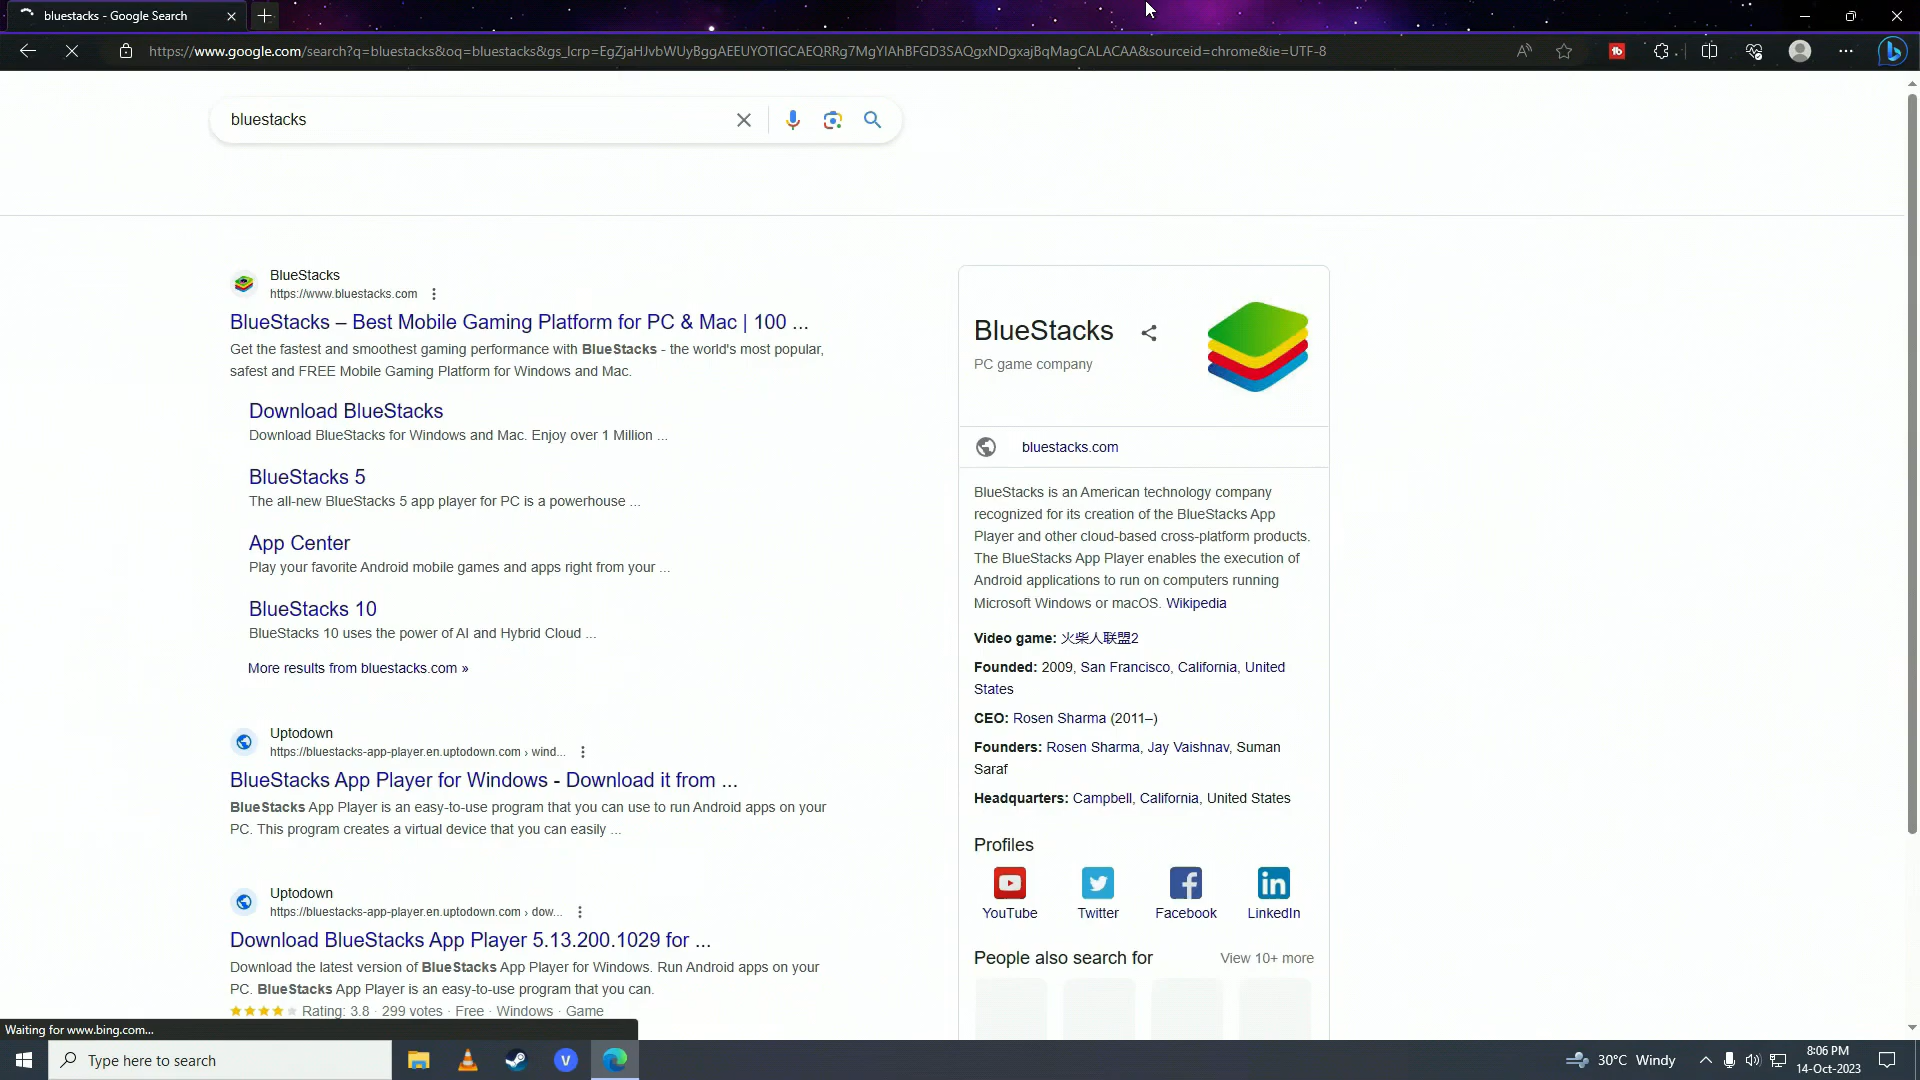 bluestacks - Google Search
https://www.google.com/search?q=bluestacks&oq=bluestacks&gs_lcrp=EgZjaHJvbWUyBggAEEUYOTIGCAEQRRg7MgYIAhBFGD3SAQgxNDgxajBqMagCALACAA&sourceid=chrome&ie=UTF-8
bluestacks
BlueStacks
https://www.bluestacks.com
BlueStacks – Best Mobile Gaming Platform for PC & Mac | 100 ...
Get the fastest and smoothest gaming performance with BlueStacks - the world's most popular,
safest and FREE Mobile Gaming Platform for Windows and Mac.
Download BlueStacks
Download BlueStacks for Windows and Mac. Enjoy over 1 Million ...
BlueStacks 5
The all-new BlueStacks 5 app player for PC is a powerhouse ...
App Center
Play your favorite Android mobile games and apps right from your ...
BlueStacks 10
BlueStacks 10 uses the power of AI and Hybrid Cloud ...
More results from bluestacks.com »
Uptodown
https://bluestacks-app-player.en.uptodown.com › wind...
BlueStacks App Player for Windows - Download it from ...
BlueStacks App Player is an easy-to-use program that you can use to run Android apps on your
PC. This program creates a virtual device that you can easily ...
Uptodown
https://bluestacks-app-player.en.uptodown.com › dow...
Download BlueStacks App Player 5.13.200.1029 for ...
Download the latest version of BlueStacks App Player for Windows. Run Android apps on your
PC. BlueStacks App Player is an easy-to-use program that you can.
Rating: 3.8 · 299 votes · Free · Windows · Game
BlueStacks
PC game company
bluestacks.com
BlueStacks is an American technology company
recognized for its creation of the BlueStacks App
Player and other cloud-based cross-platform products.
The BlueStacks App Player enables the execution of
Android applications to run on computers running
Microsoft Windows or macOS. Wikipedia
Video game: 火柴人联盟2
Founded: 2009, San Francisco, California, United
States
CEO: Rosen Sharma (2011–)
Founders: Rosen Sharma, Jay Vaishnav, Suman
Saraf
Headquarters: Campbell, California, United States
Profiles
YouTube Twitter Facebook LinkedIn
People also search for View 10+ more
Waiting for www.bing.com...
Type here to search
30°C Windy
8:06 PM
14-Oct-2023